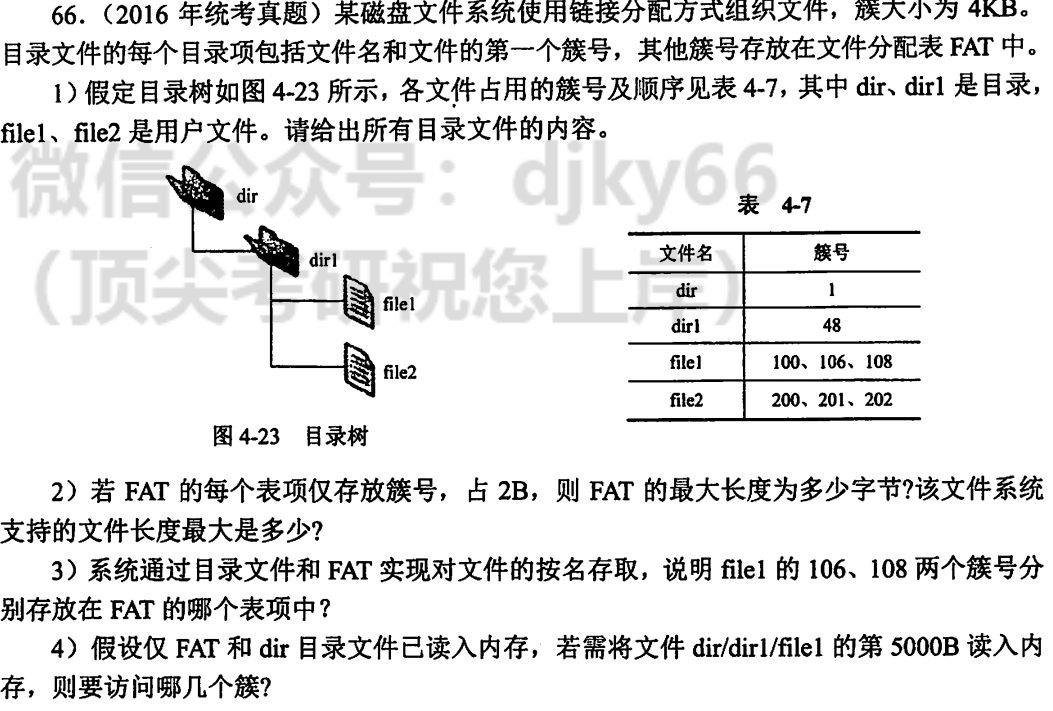 66.（2016 年统考真题）某磁盘文件系统使用链接分配方式组织文件，簇大小为 4KB。
目录文件的每个目录项包括文件名和文件的第一个簇号，其他簇号存放在文件分配表 FAT 中。
1）假定目录树如图 4-23 所示，各文件占用的簇号及顺序见表 4-7，其中 dir、dir1 是目录，
file1、file2 是用户文件。请给出所有目录文件的内容。
微信公众号：djky66
（顶尖考研祝您上岸）
dir
dir1
file1
file2
图 4-23 目录树
表 4-7
文件名 簇号
dir 1
dir1 48
file1 100、106、108
file2 200、201、202
2）若 FAT 的每个表项仅存放簇号，占 2B，则 FAT 的最大长度为多少字节?该文件系统
支持的文件长度最大是多少?
3）系统通过目录文件和 FAT 实现对文件的按名存取，说明 file1 的 106、108 两个簇号分
别存放在 FAT 的哪个表项中?
4）假设仅 FAT 和 dir 目录文件已读入内存，若需将文件 dir/dir1/file1 的第 5000B 读入内
存，则要访问哪几个簇?